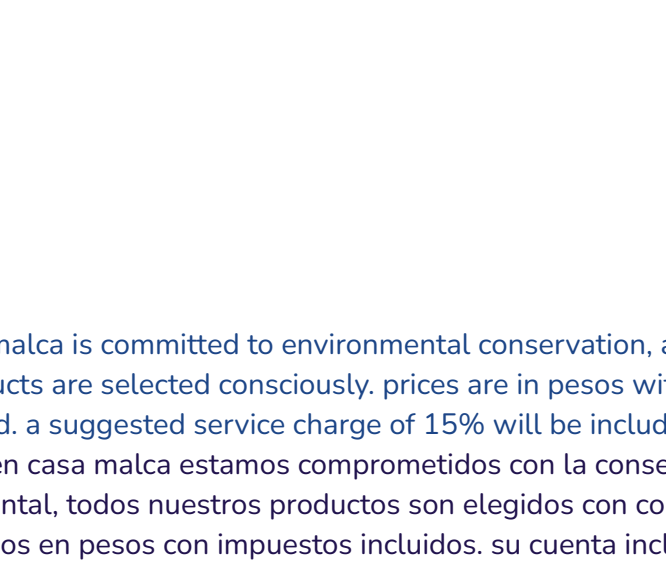 malca is committed to environmental conservation, a
ucts are selected consciously. prices are in pesos wit
d. a suggested service charge of 15% will be includ
en casa malca estamos comprometidos con la conse
ntal, todos nuestros productos son elegidos con co
os en pesos con impuestos incluidos. su cuenta incl